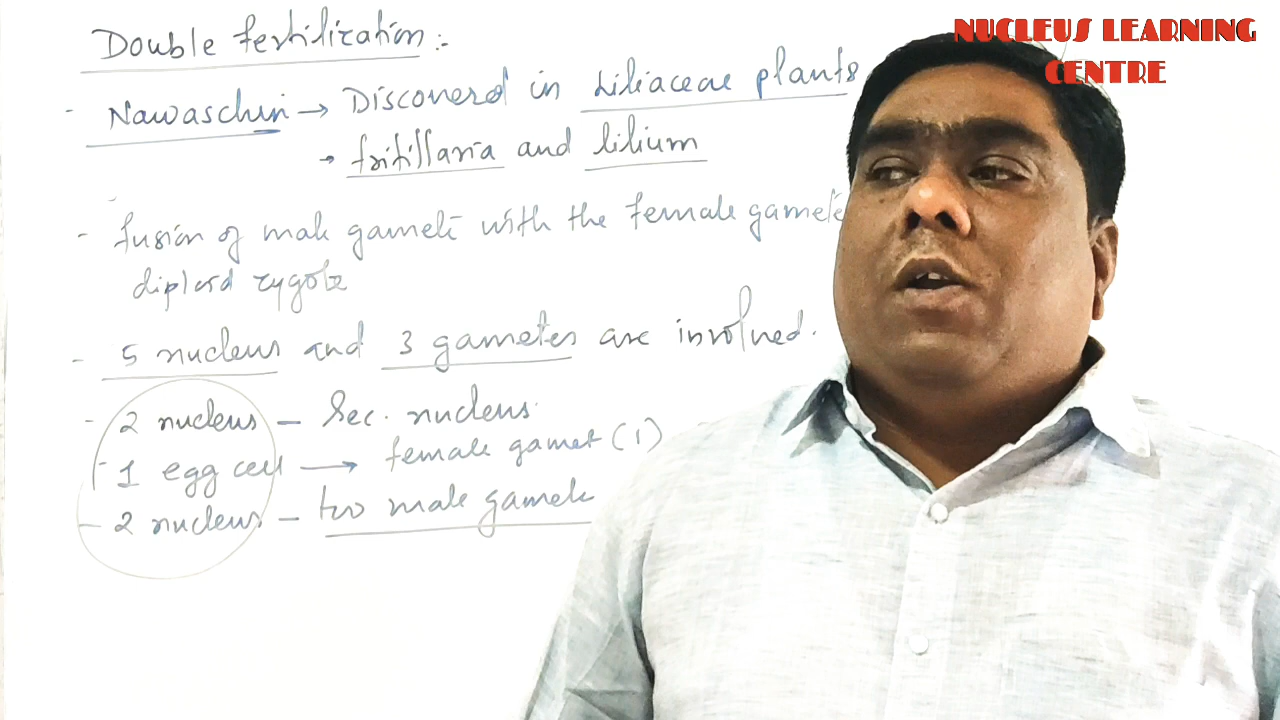 NUCLEUS LEARNING
CENTRE
Double fertilization :-
- Nawaschin → Discovered in Liliaceae plants
→ fritillaria and lilium
- fusion of male gamete with the female gamete
diploid zygote
- 5 nucleus and 3 gametes are involved.
- 2 nucleus - Sec. nucleus.
- 1 egg cell → female gamet (1)
- 2 nucleus - two male gamete